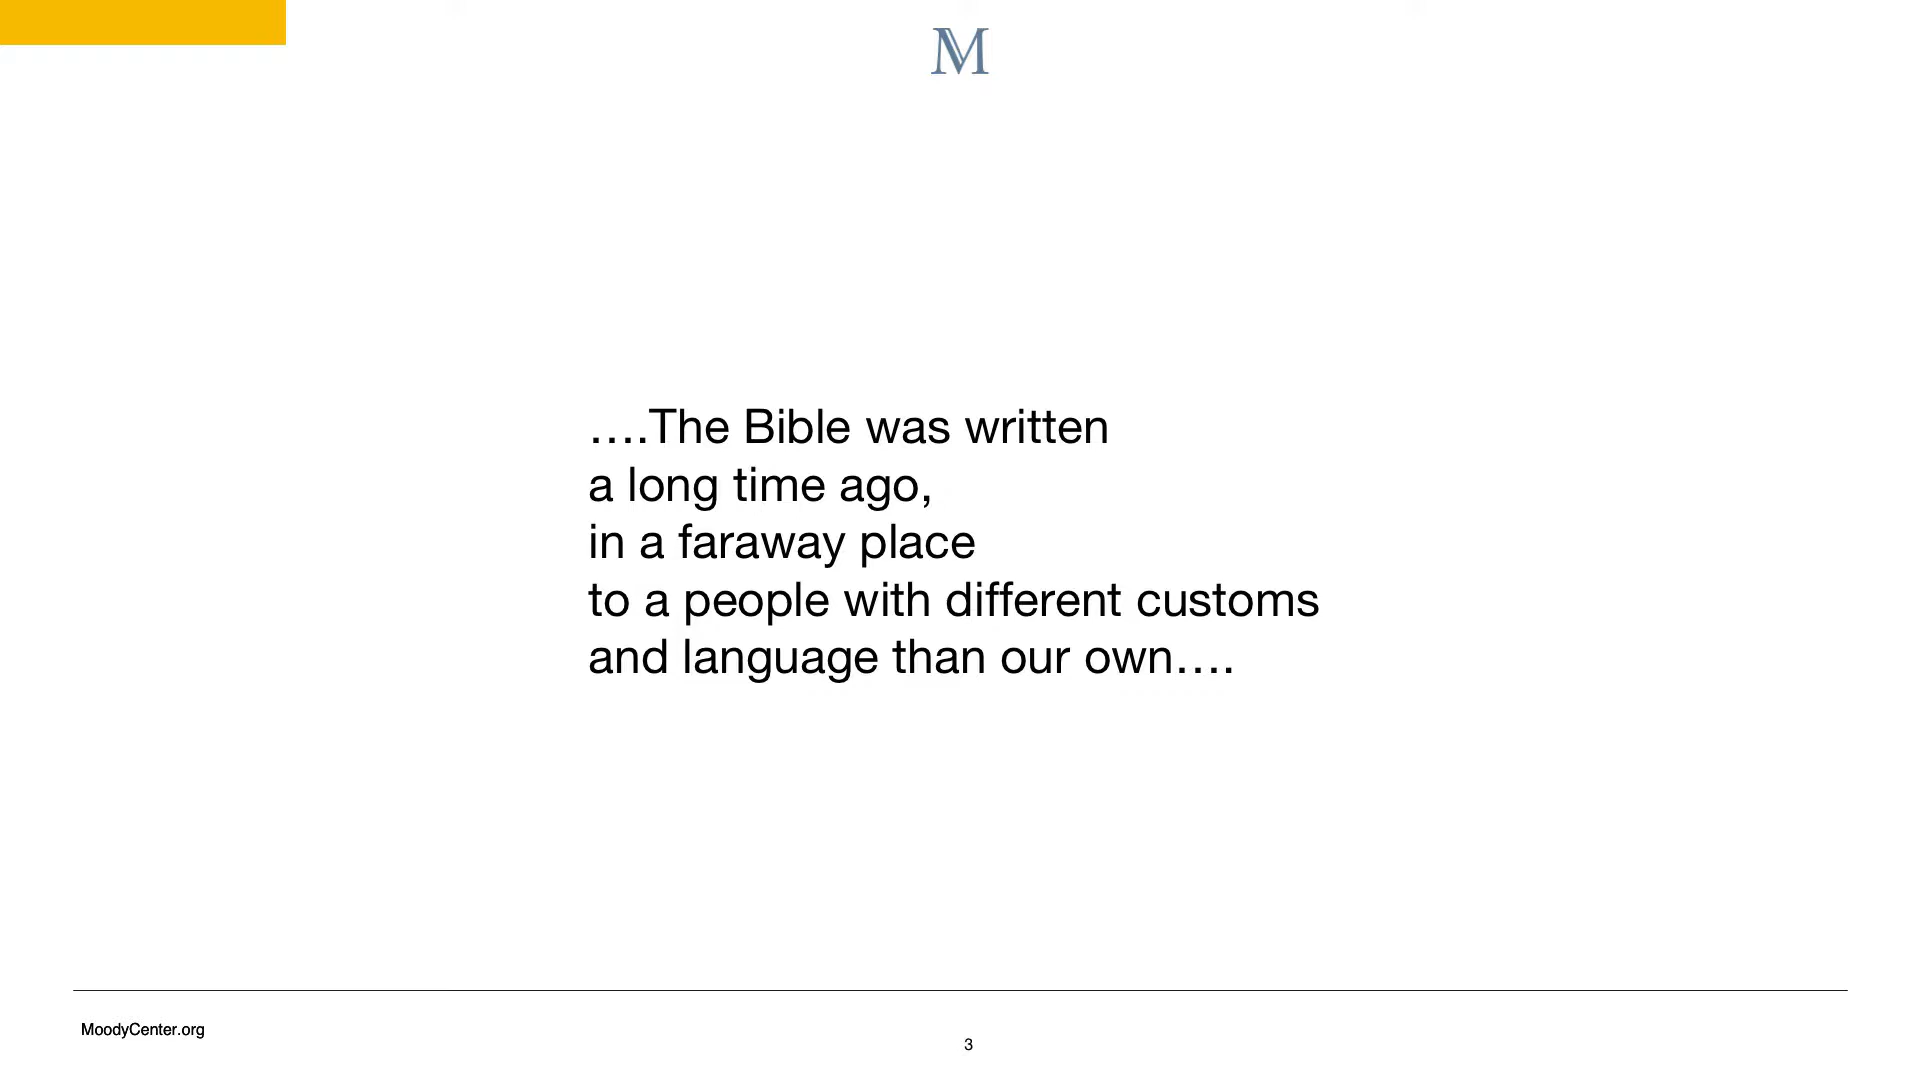 M
….The Bible was written
a long time ago,
in a faraway place
to a people with different customs
and language than our own….
MoodyCenter.org
3